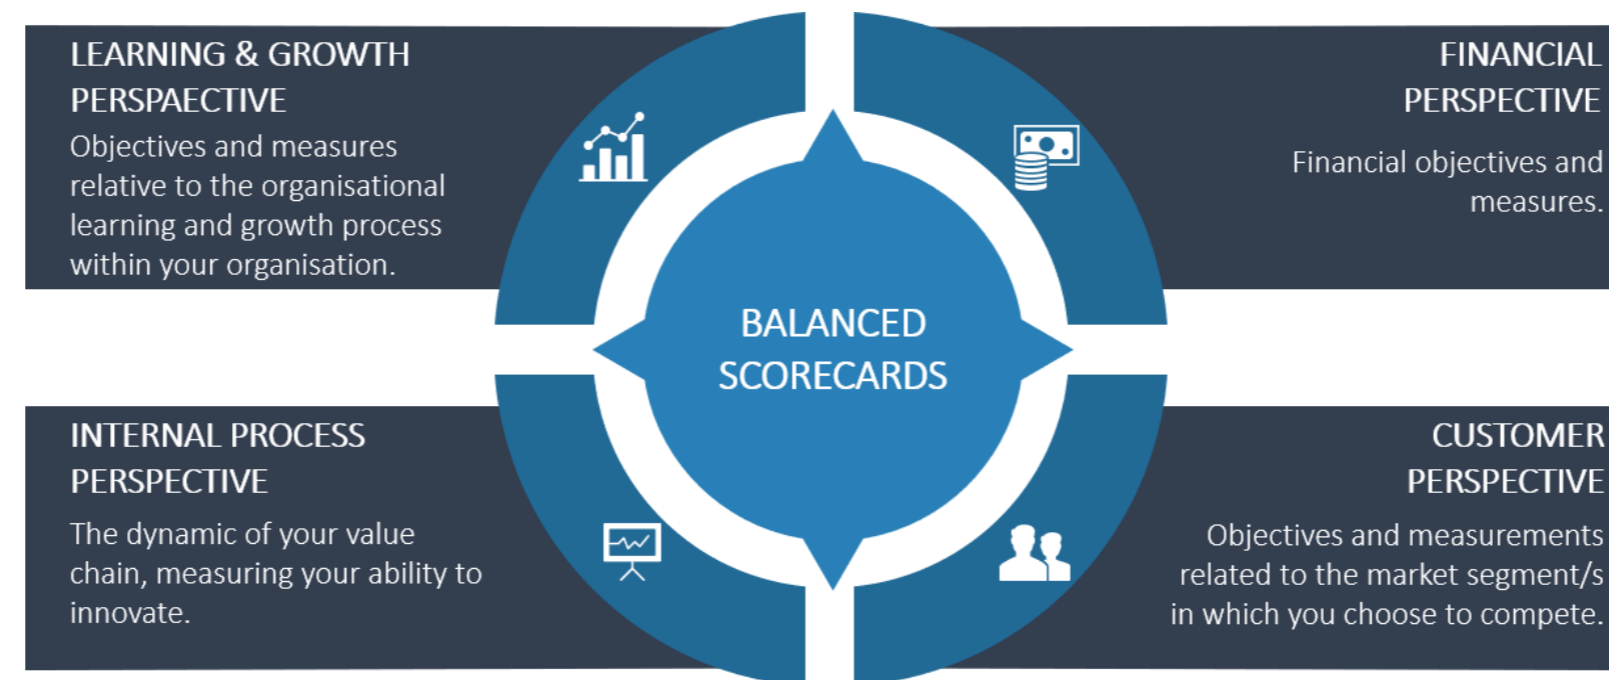 LEARNING & GROWTH
PERSPAECTIVE
Objectives and measures
relative to the organisational
learning and growth process
within your organisation.
FINANCIAL
PERSPECTIVE
Financial objectives and
measures.
BALANCED
SCORECARDS
INTERNAL PROCESS
PERSPECTIVE
The dynamic of your value
chain, measuring your ability to
innovate.
CUSTOMER
PERSPECTIVE
Objectives and measurements
related to the market segment/s
in which you choose to compete.